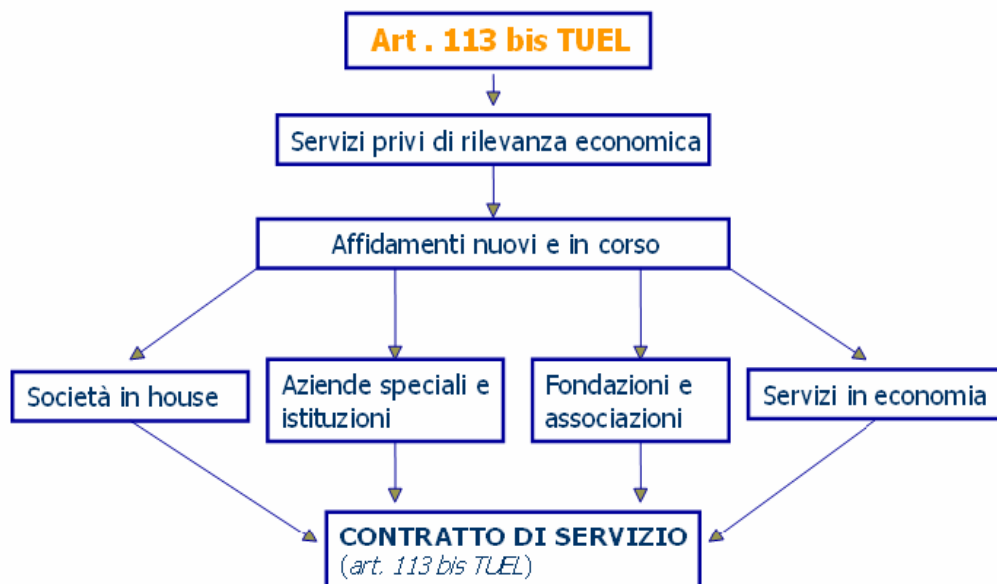 Art . 113 bis TUEL
Servizi privi di rilevanza economica
Affidamenti nuovi e in corso
Società in house
Aziende speciali e
istituzioni
Fondazioni e
associazioni
Servizi in economia
CONTRATTO DI SERVIZIO
(art. 113 bis TUEL)